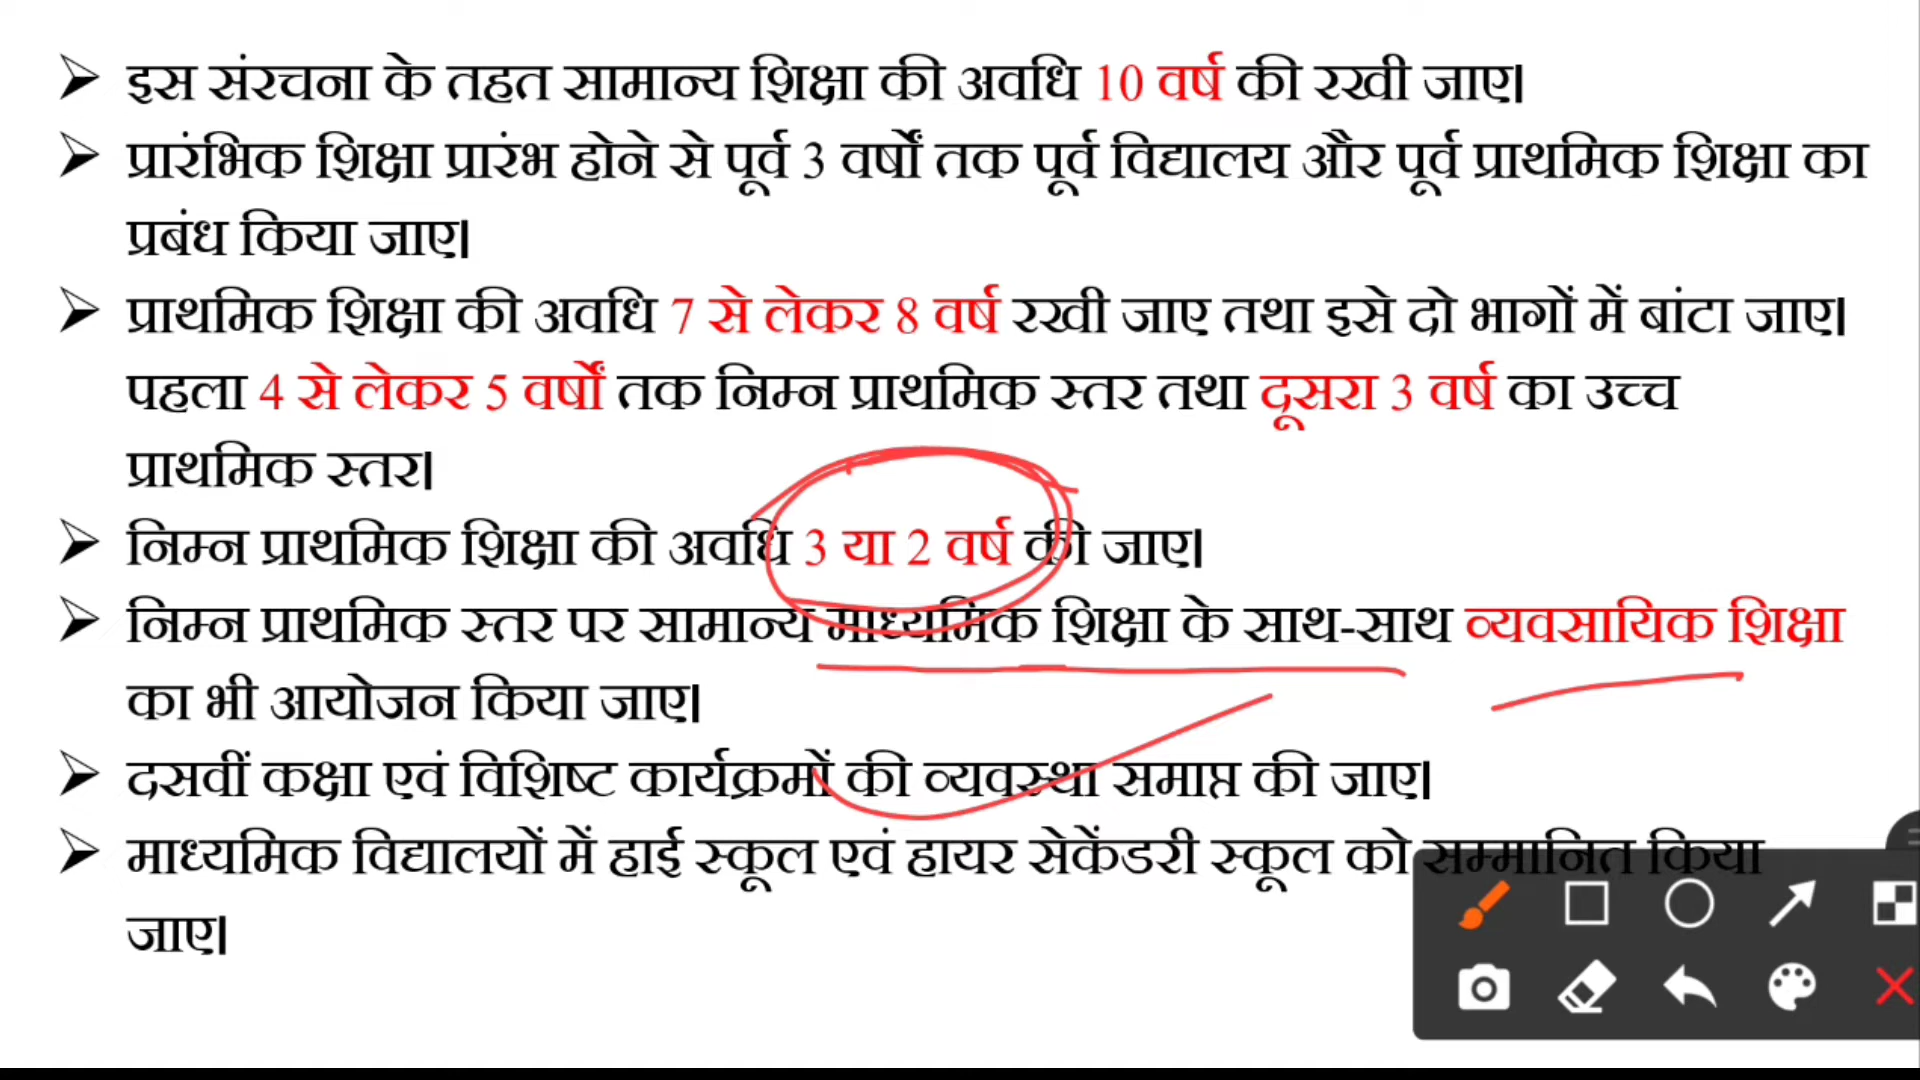 ➢ इस संरचना के तहत सामान्य शिक्षा की अवधि 10 वर्ष की रखी जाए।
➢ प्रारंभिक शिक्षा प्रारंभ होने से पूर्व 3 वर्षों तक पूर्व विद्यालय और पूर्व प्राथमिक शिक्षा का
प्रबंध किया जाए।
➢ प्राथमिक शिक्षा की अवधि 7 से लेकर 8 वर्ष रखी जाए तथा इसे दो भागों में बांटा जाए।
पहला 4 से लेकर 5 वर्षों तक निम्न प्राथमिक स्तर तथा दूसरा 3 वर्ष का उच्च
प्राथमिक स्तर।
➢ निम्न प्राथमिक शिक्षा की अवधि 3 या 2 वर्ष की जाए।
➢ निम्न प्राथमिक स्तर पर सामान्य माध्यमिक शिक्षा के साथ-साथ व्यवसायिक शिक्षा
का भी आयोजन किया जाए।
➢ दसवीं कक्षा एवं विशिष्ट कार्यक्रमों की व्यवस्था समाप्त की जाए।
➢ माध्यमिक विद्यालयों में हाई स्कूल एवं हायर सेकेंडरी स्कूल को सम्मानित किया
जाए।